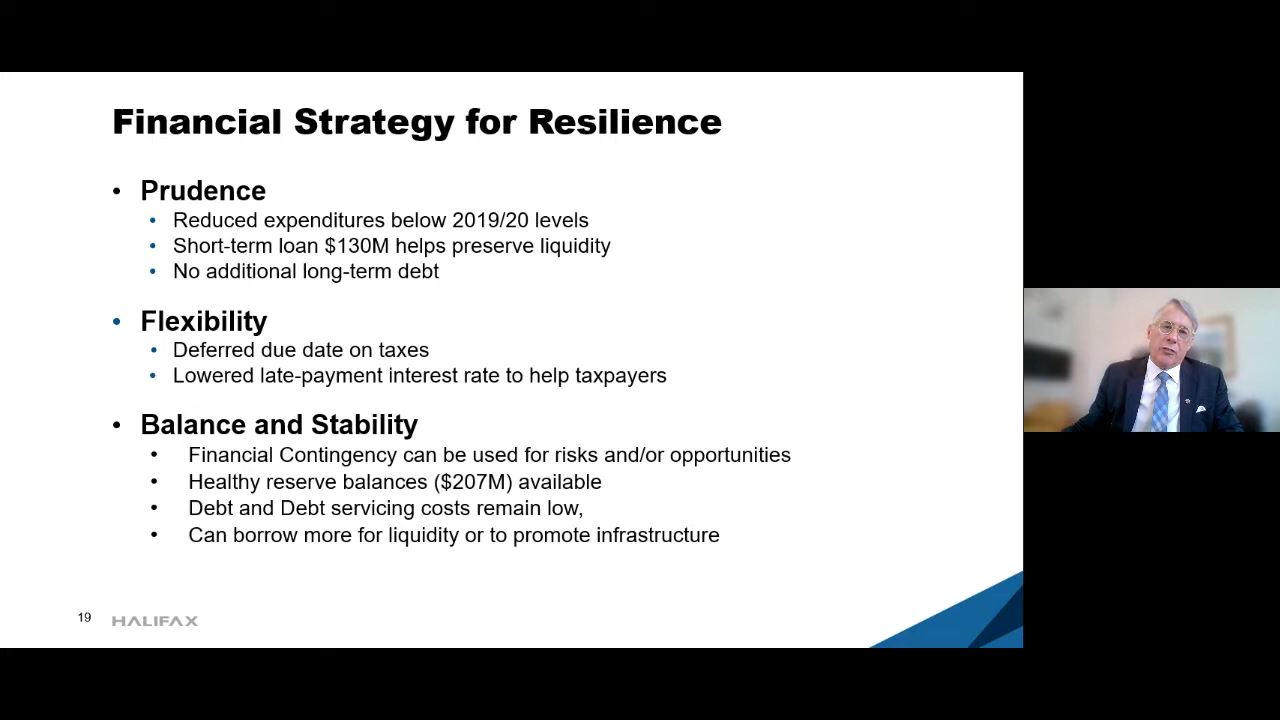 Financial Strategy for Resilience
• Prudence
• Reduced expenditures below 2019/20 levels
• Short-term loan $130M helps preserve liquidity
• No additional long-term debt
• Flexibility
• Deferred due date on taxes
• Lowered late-payment interest rate to help taxpayers
• Balance and Stability
• Financial Contingency can be used for risks and/or opportunities
• Healthy reserve balances ($207M) available
• Debt and Debt servicing costs remain low,
• Can borrow more for liquidity or to promote infrastructure
19 HALIFAX